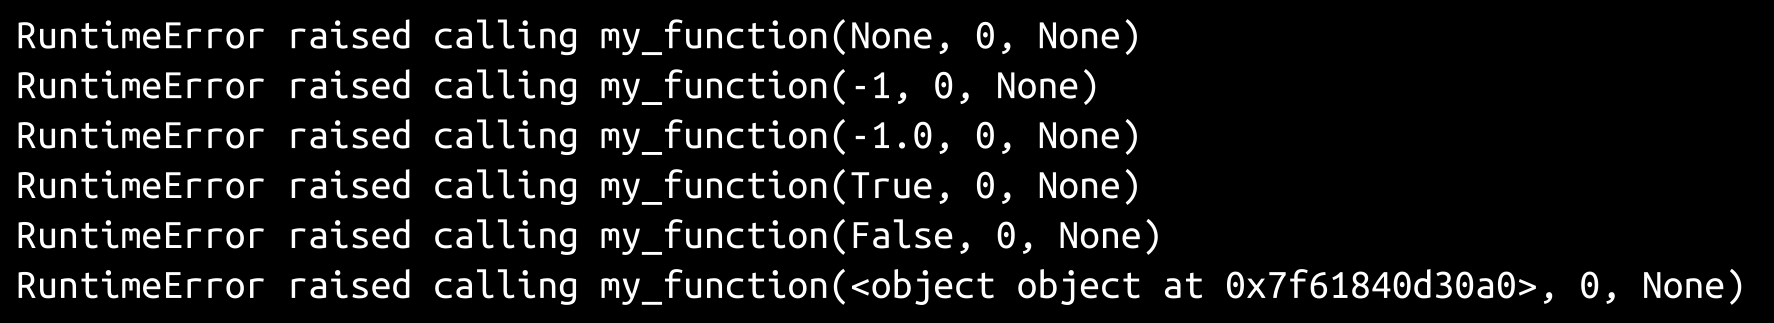 RuntimeError raised calling my_function(None, 0, None)
RuntimeError raised calling my_function(-1, 0, None)
RuntimeError raised calling my_function(-1.0, 0, None)
RuntimeError raised calling my_function(True, 0, None)
RuntimeError raised calling my_function(False, 0, None)
RuntimeError raised calling my_function(<object object at 0x7f61840d30a0>, 0, None)